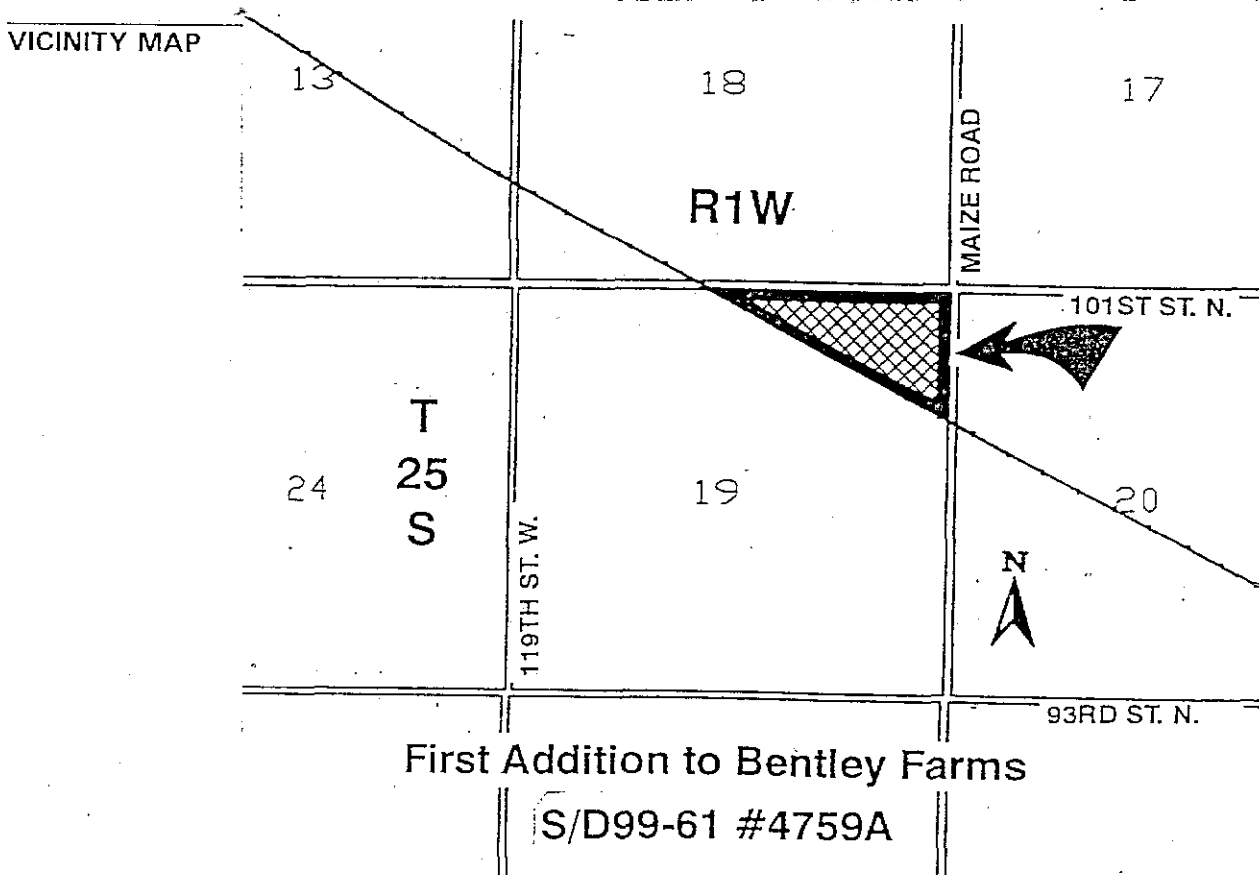 VICINITY MAP
13
18
17
MAIZE ROAD
R1W
101ST ST. N.
T
25
S
24
19
20
119TH ST. W.
N
93RD ST. N.
First Addition to Bentley Farms
S/D99-61 #4759A